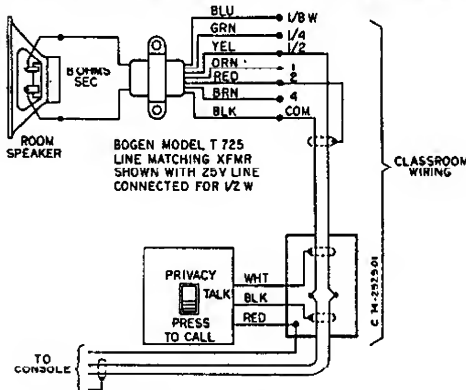 BLU
GRN
YEL
ORN
RED
BRN
BLK
1/8 W
1/4
1/2
1
2
4
COM
8 OHMS
SEC
ROOM
SPEAKER
BOGEN MODEL T 725
LINE MATCHING XFMR
SHOWN WITH 25V LINE
CONNECTED FOR 1/2 W
CLASSROOM
WIRING
PRIVACY
TALK
PRESS
TO CALL
WHT
BLK
RED
TO
CONSOLE